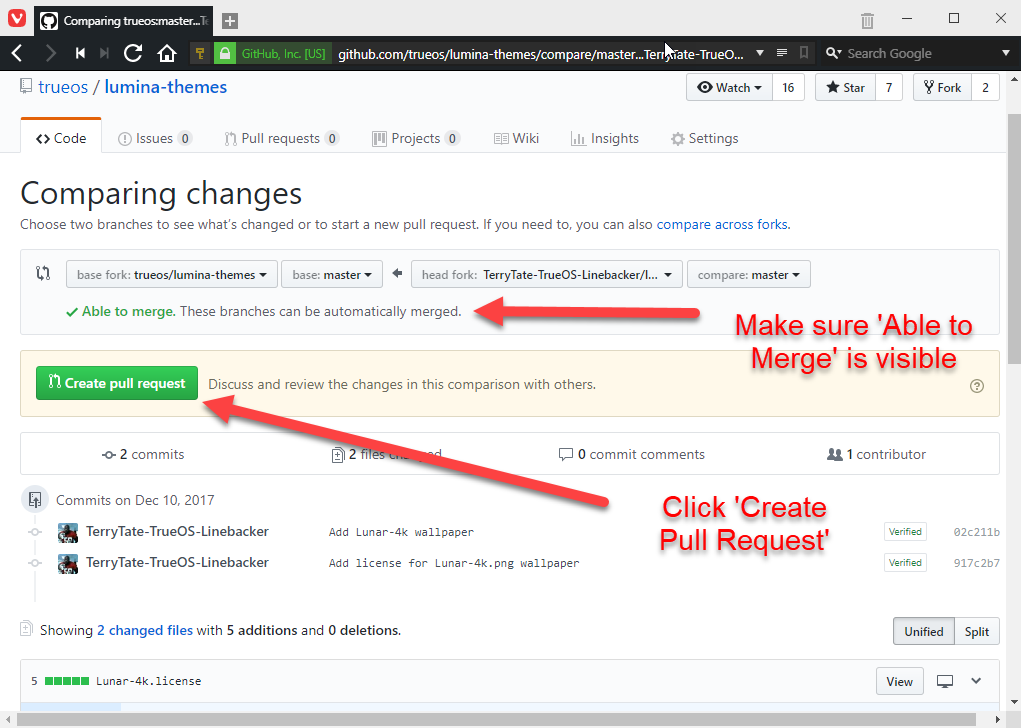 Comparing trueos:master...Te
GitHub, Inc. [US]
github.com/trueos/lumina-themes/compare/master...TerryTate-TrueO...
Search Google
trueos / lumina-themes
Watch 16
Star 7
Fork 2
Code
Issues 0
Pull requests 0
Projects 0
Wiki
Insights
Settings
Comparing changes
Choose two branches to see what's changed or to start a new pull request. If you need to, you can also compare across forks.
base fork: trueos/lumina-themes
base: master
head fork: TerryTate-TrueOS-Linebacker/l...
compare: master
Able to merge. These branches can be automatically merged.
Make sure 'Able to
Merge' is visible
Create pull request
Discuss and review the changes in this comparison with others.
2 commits
2 files changed
0 commit comments
1 contributor
Click 'Create
Pull Request'
Commits on Dec 10, 2017
TerryTate-TrueOS-Linebacker Add Lunar-4k wallpaper Verified 02c211b
TerryTate-TrueOS-Linebacker Add license for Lunar-4k.png wallpaper Verified 917c2b7
Showing 2 changed files with 5 additions and 0 deletions.
Unified Split
5 Lunar-4k.license
View